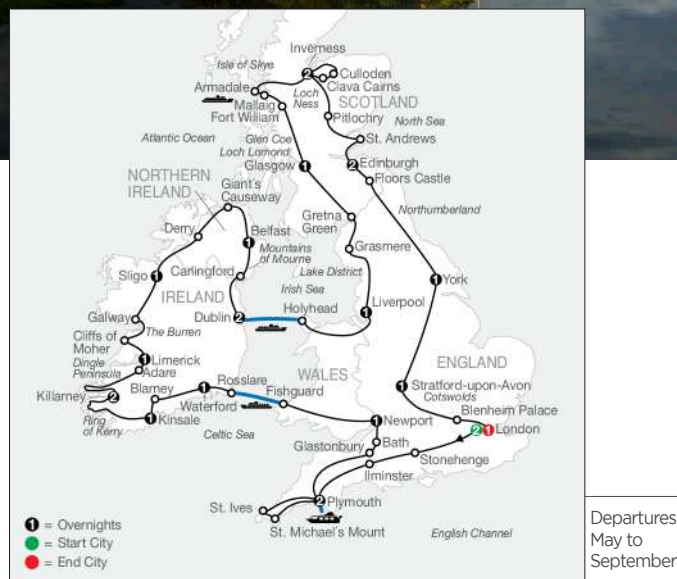 Inverness
2
Isle of Skye
Culloden
Clava Cairns
Armadale
Loch
Ness
SCOTLAND
Mallaig
Fort William
Pitlochry
North Sea
St. Andrews
Atlantic Ocean
Glen Coe
Loch Lomond
Glasgow
1
2
Edinburgh
Floors Castle
NORTHERN
IRELAND
Giant's
Causeway
Northumberland
Gretna
Green
Derry
Belfast
1
Mountains
of Mourne
Grasmere
Sligo
1
Carlingford
Lake District
York
1
IRELAND
Irish Sea
Galway
Dublin
2
Holyhead
Liverpool
1
Cliffs of
Moher
The Burren
Dingle
Peninsula
1
Limerick
Adare
WALES
ENGLAND
Killarney
2
Blarney
Rosslare
Fishguard
1
Stratford-upon-Avon
Cotswolds
Blenheim Palace
Ring
of Kerry
1
Kinsale
1
Waterford
Celtic Sea
Newport
1
2
1
London
Glastonbury
Bath
Stonehenge
Ilminster
St. Ives
2
Plymouth
St. Michael's Mount
English Channel
1 = Overnights
= Start City
= End City
Departures
May to
September